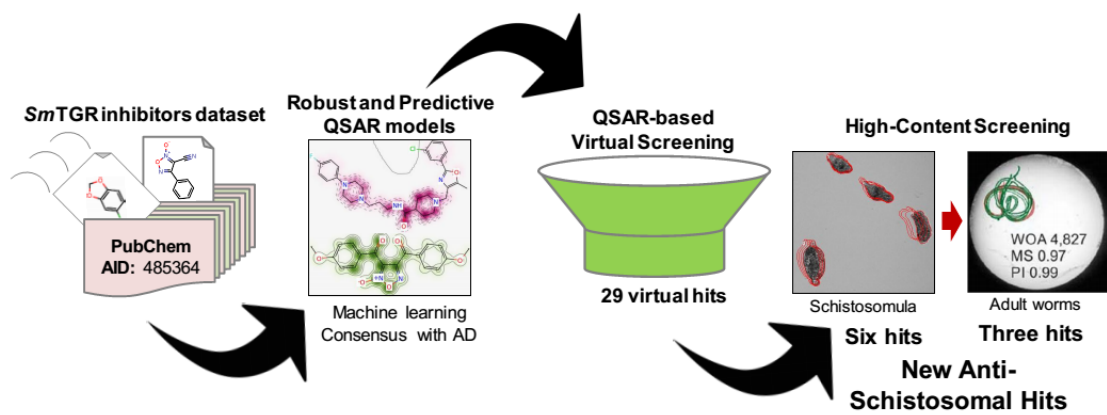 SmTGR inhibitors dataset
PubChem
AID: 485364
Robust and Predictive
QSAR models
Machine learning
Consensus with AD
QSAR-based
Virtual Screening
29 virtual hits
High-Content Screening
WOA 4,827
MS 0.97
PI 0.99
Schistosomula
Adult worms
Six hits
Three hits
New Anti-
Schistosomal Hits